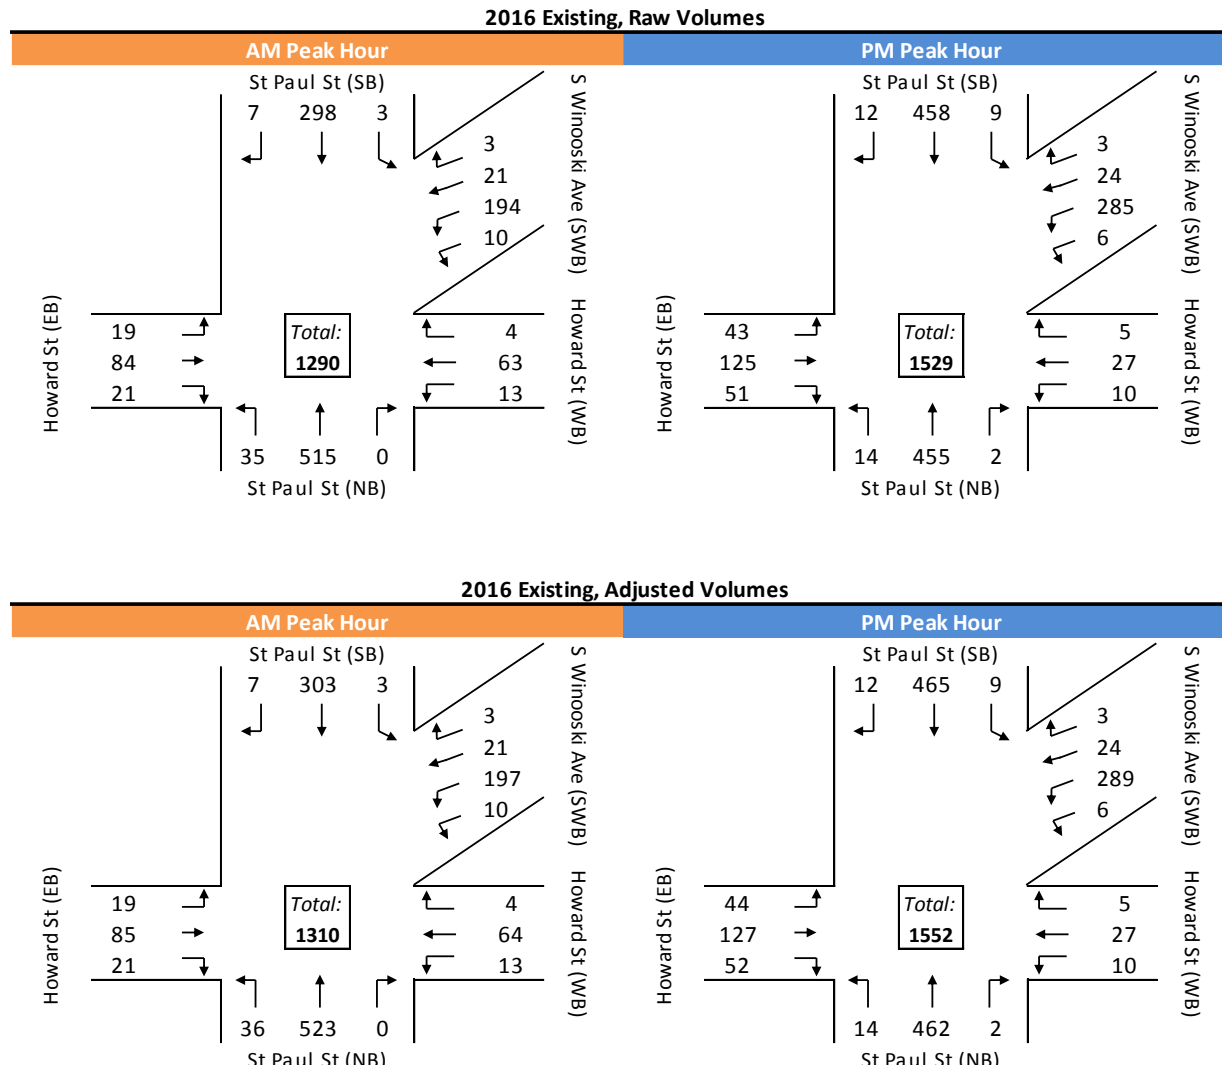 2016 Existing, Raw Volumes
AM Peak Hour
St Paul St (SB)
7 298 3
3
21
194
10
S Winooski Ave (SWB)
Howard St (EB)
19
84
21
Total:
1290
4
63
13
Howard St (WB)
35 515 0
St Paul St (NB)
PM Peak Hour
St Paul St (SB)
12 458 9
3
24
285
6
S Winooski Ave (SWB)
Howard St (EB)
43
125
51
Total:
1529
5
27
10
Howard St (WB)
14 455 2
St Paul St (NB)
2016 Existing, Adjusted Volumes
AM Peak Hour
St Paul St (SB)
7 303 3
3
21
197
10
S Winooski Ave (SWB)
Howard St (EB)
19
85
21
Total:
1310
4
64
13
Howard St (WB)
36 523 0
St Paul St (NB)
PM Peak Hour
St Paul St (SB)
12 465 9
3
24
289
6
S Winooski Ave (SWB)
Howard St (EB)
44
127
52
Total:
1552
5
27
10
Howard St (WB)
14 462 2
St Paul St (NB)